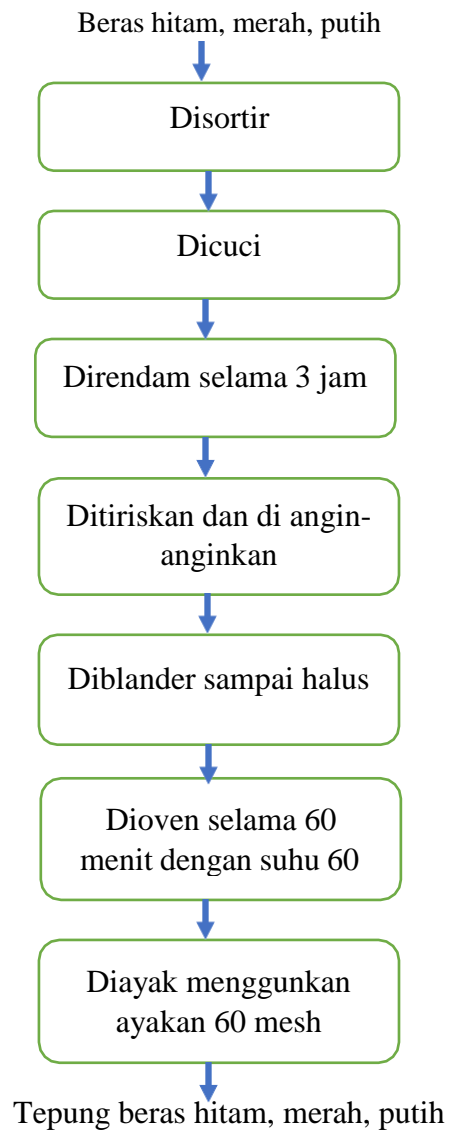 Beras hitam, merah, putih
Disortir
Dicuci
Direndam selama 3 jam
Ditiriskan dan di angin-
anginkan
Diblander sampai halus
Dioven selama 60
menit dengan suhu 60
Diayak menggunkan
ayakan 60 mesh
Tepung beras hitam, merah, putih